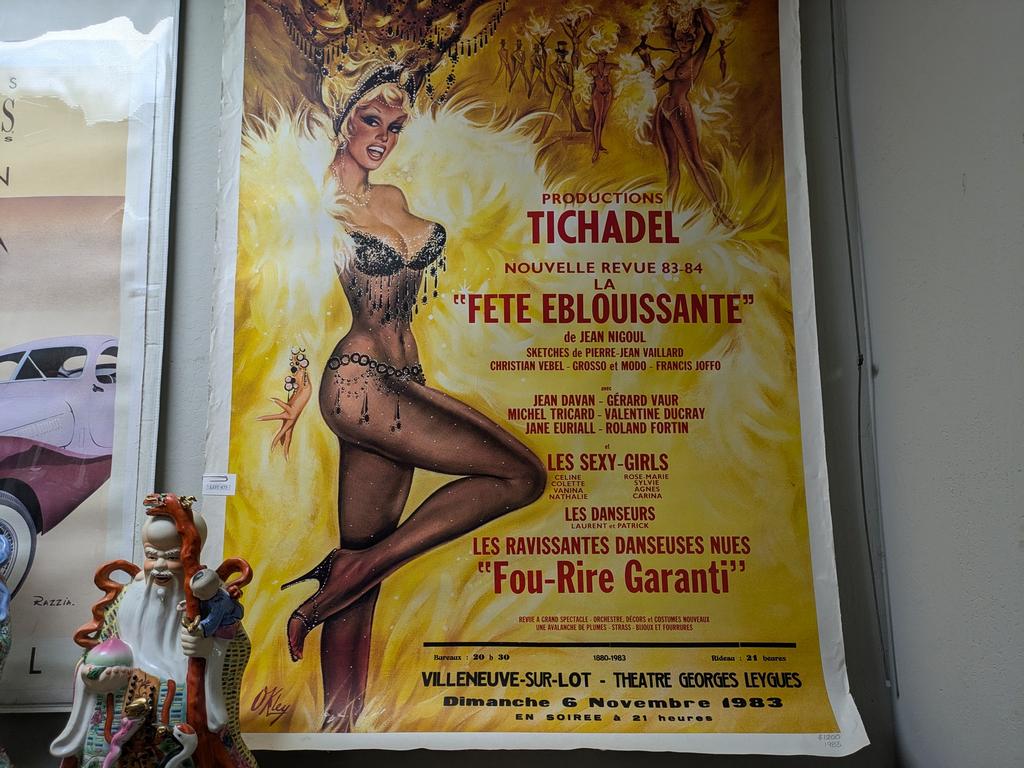 S
S
S
N
A
Razzia.
L
PRODUCTIONS
TICHADEL
NOUVELLE REVUE 83-84
LA
"FETE EBLOUISSANTE"
de JEAN NIGOUL
SKETCHES de PIERRE-JEAN VAILLARD
CHRISTIAN VEBEL - GROSSO et MODO - FRANCIS JOFFO
avec
JEAN DAVAN - GÉRARD VAUR
MICHEL TRICARD - VALENTINE DUCRAY
JANE EURIALL - ROLAND FORTIN
et
LES SEXY-GIRLS
CELINE ROSE-MARIE
COLETTE SYLVIE
VANINA AGNES
NATHALIE CARINA
LES DANSEURS
LAURENT et PATRICK
LES RAVISSANTES DANSEUSES NUES
"Fou-Rire Garanti"
REVUE A GRAND SPECTACLE - ORCHESTRE, DÉCORS et COSTUMES NOUVEAUX
UNE AVALANCHE DE PLUMES - STRASS - BIJOUX ET FOURRURES
Bureaux : 20 h 30 1880-1983 Rideau : 21 heures
VILLENEUVE-SUR-LOT - THEATRE GEORGES LEYGUES
Dimanche 6 Novembre 1983
EN SOIREE à 21 heures
OKley
$1200
1983